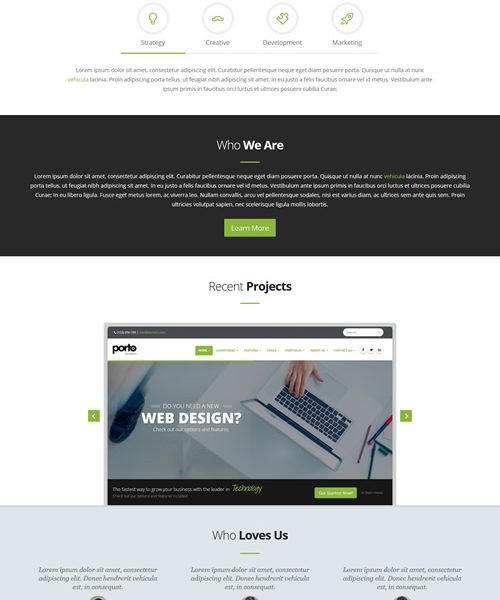 Strategy Creative Development Marketing
Lorem ipsum dolor sit amet, consectetur adipiscing elit. Curabitur pellentesque neque eget diam posuere porta. Quisque ut nulla at nunc
vehicula lacinia. Proin adipiscing porta tellus, ut feugiat nibh adipiscing sit amet. In eu justo a felis faucibus ornare vel id metus. Vestibulum ante
ipsum primis in faucibus orci luctus et ultrices posuere cubilia Curae;
Who We Are
Lorem ipsum dolor sit amet, consectetur adipiscing elit. Curabitur pellentesque neque eget diam posuere porta. Quisque ut nulla at nunc vehicula lacinia. Proin
adipiscing porta tellus, ut feugiat nibh adipiscing sit amet. In eu justo a felis faucibus ornare vel id metus. Vestibulum ante ipsum primis in faucibus orci luctus et ultrices posuere cubilia
Curae; In eu libero ligula. Fusce eget metus lorem, ac viverra leo. Nullam convallis, arcu vel pellentesque sodales, nisi est varius diam, ac ultrices sem ante quis sem. Proin
ultricies volutpat sapien, nec scelerisque ligula mollis lobortis.
Learn More
Recent Projects
porto
HOME FEATURES PAGES PORTFOLIO ABOUT US CONTACT US
DO YOU NEED A NEW
WEB DESIGN?
Check out our options and features.
The fastest way to grow your business with the leader in Technology
Check out our options and features included.
Get Started Now!
Who Loves Us
Lorem ipsum dolor sit amet, consectetur Lorem ipsum dolor sit amet, consectetur Lorem ipsum dolor sit amet, consectetur
adipiscing elit. Donec hendrerit vehicula adipiscing elit. Donec hendrerit vehicula adipiscing elit. Donec hendrerit vehicula
est, in consequat. est, in consequat. est, in consequat.